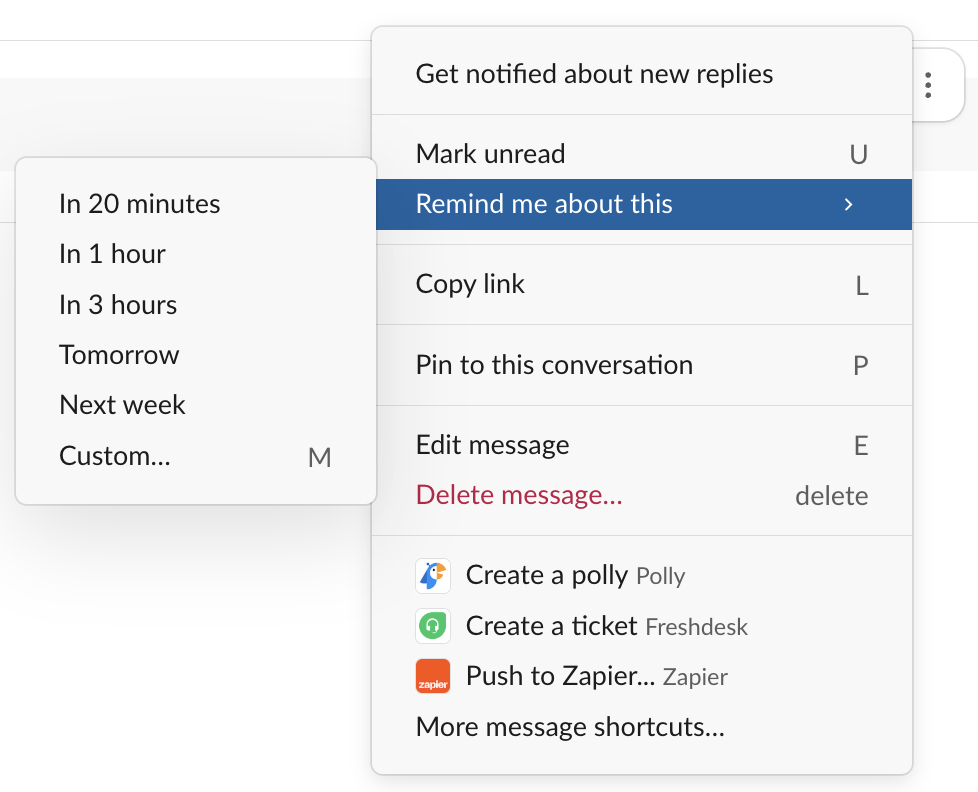 Get notified about new replies
Mark unread U
Remind me about this
In 20 minutes
In 1 hour
In 3 hours
Tomorrow
Next week
Custom... M
Copy link L
Pin to this conversation P
Edit message E
Delete message... delete
Create a polly Polly
Create a ticket Freshdesk
zapier Push to Zapier... Zapier
More message shortcuts...